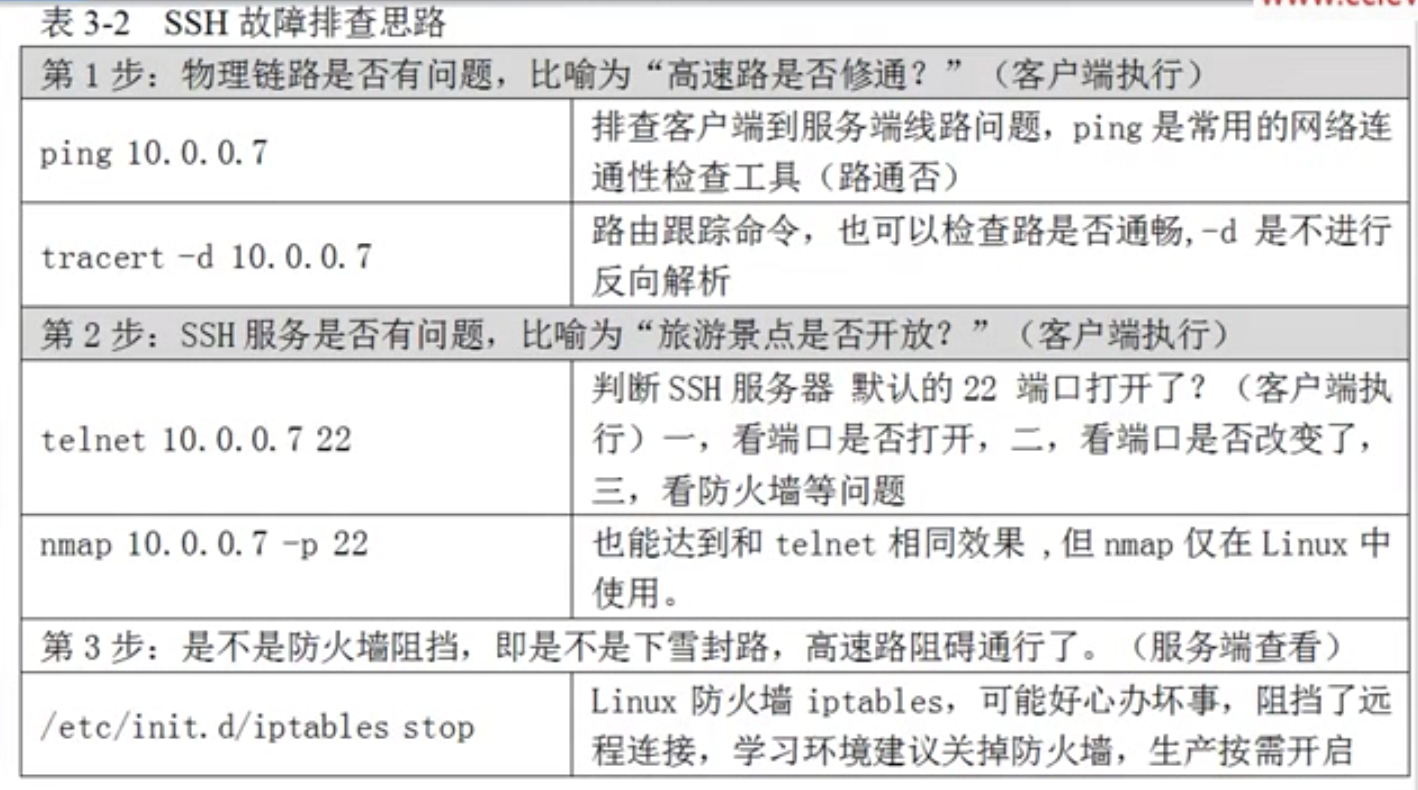 表 3-2 SSH 故障排查思路
第 1 步：物理链路是否有问题，比喻为“高速路是否修通？”（客户端执行）
ping 10.0.0.7
排查客户端到服务端线路问题，ping 是常用的网络连
通性检查工具（路通否）
tracert -d 10.0.0.7
路由跟踪命令，也可以检查路是否通畅,-d 是不进行
反向解析
第 2 步：SSH 服务是否有问题，比喻为“旅游景点是否开放？”（客户端执行）
telnet 10.0.0.7 22
判断 SSH 服务器 默认的 22 端口打开了？（客户端执
行）一，看端口是否打开，二，看端口是否改变了，
三，看防火墙等问题
nmap 10.0.0.7 -p 22
也能达到和 telnet 相同效果 ,但 nmap 仅在 Linux 中
使用。
第 3 步：是不是防火墙阻挡，即是不是下雪封路，高速路阻碍通行了。（服务端查看）
/etc/init.d/iptables stop
Linux 防火墙 iptables，可能好心办坏事，阻挡了远
程连接，学习环境建议关掉防火墙，生产按需开启